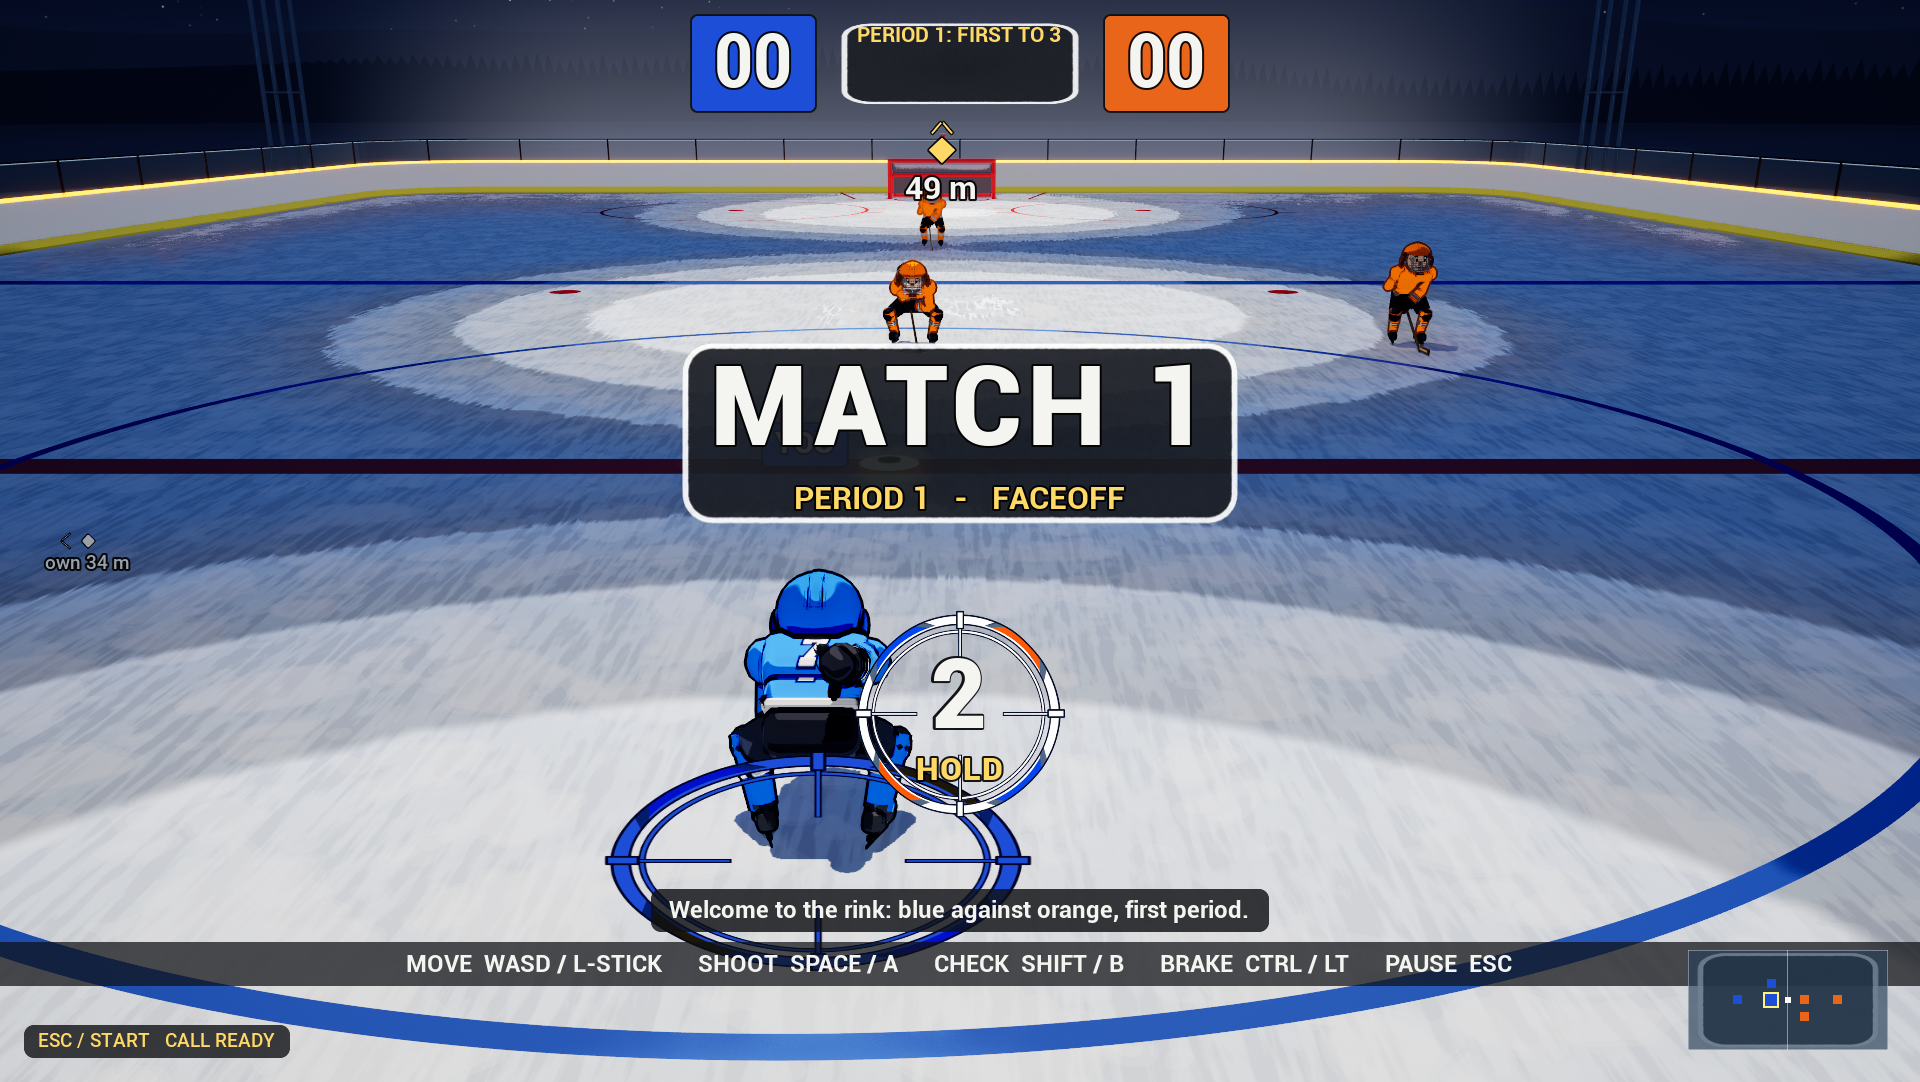 00
PERIOD 1: FIRST TO 3
00
49 m
MATCH 1
YOU
PERIOD 1 - FACEOFF
own 34 m
7
2
HOLD
Welcome to the rink: blue against orange, first period.
MOVE WASD / L-STICK SHOOT SPACE / A CHECK SHIFT / B BRAKE CTRL / LT PAUSE ESC
ESC / START CALL READY